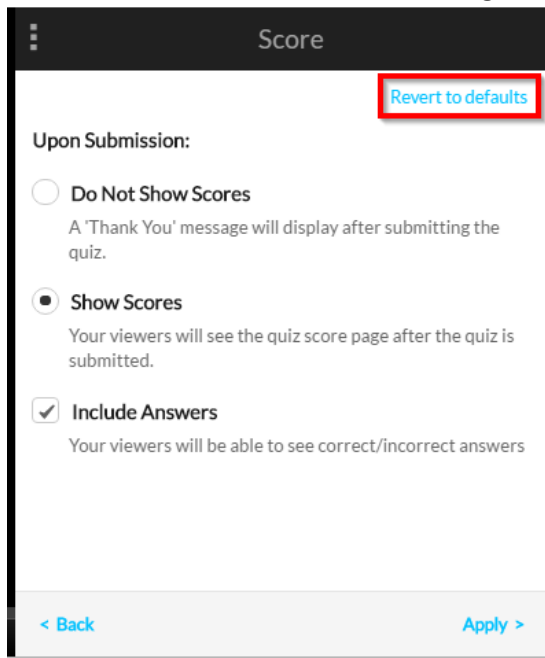 Score
Revert to defaults
Upon Submission:
Do Not Show Scores
A 'Thank You' message will display after submitting the
quiz.
Show Scores
Your viewers will see the quiz score page after the quiz is
submitted.
Include Answers
Your viewers will be able to see correct/incorrect answers
< Back
Apply >